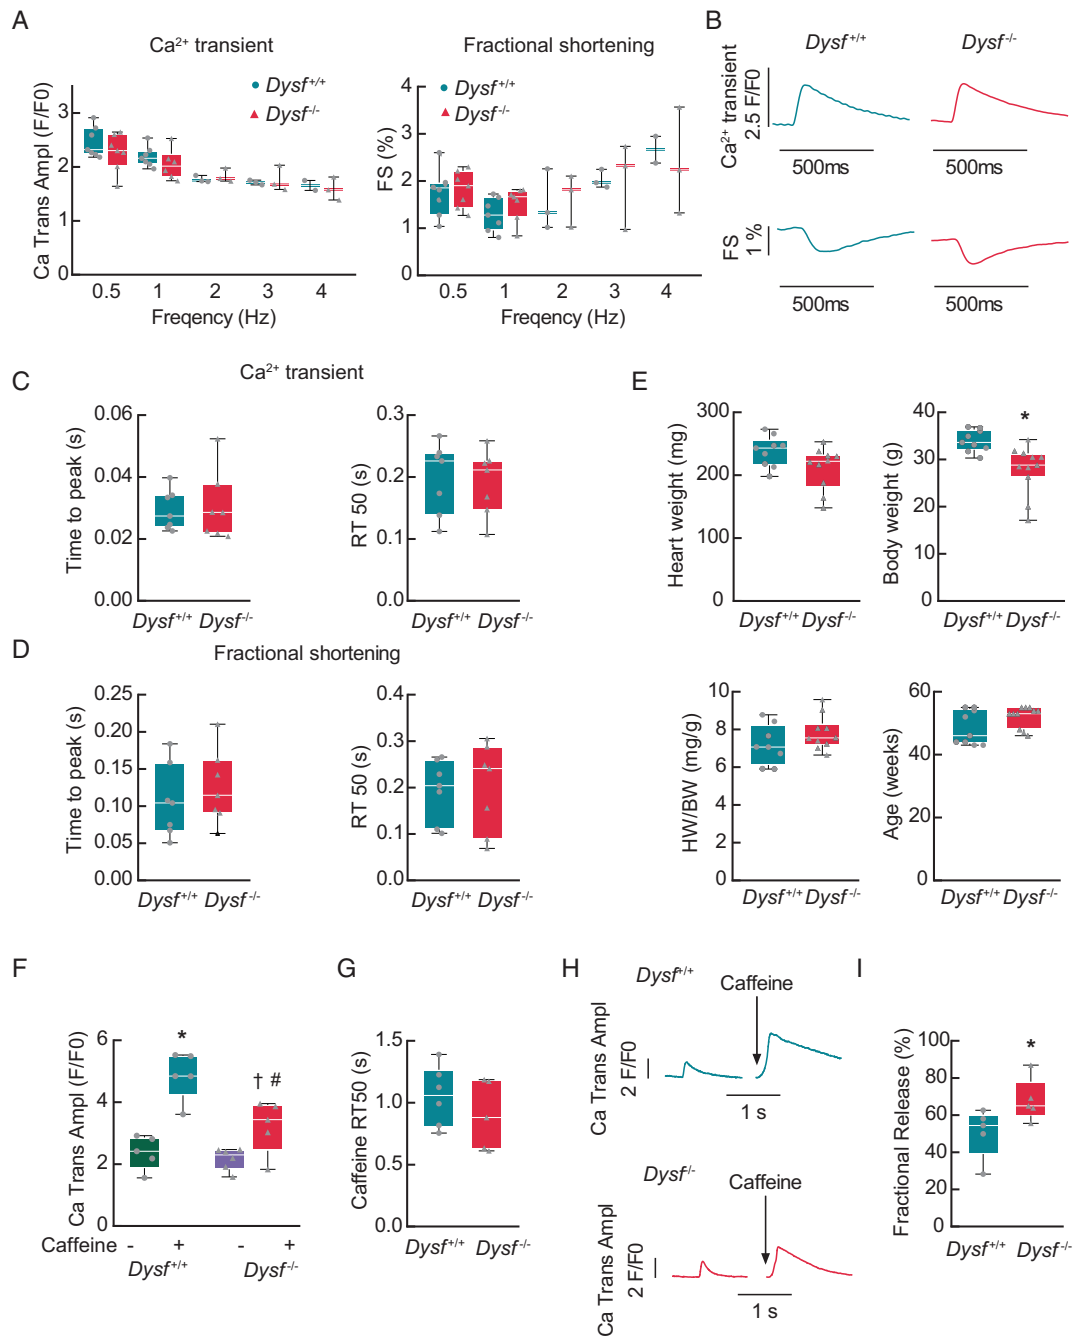 A
Ca²⁺ transient
Fractional shortening
Ca Trans Ampl (F/F0)
3
2
1
0
Dysf⁺/⁺
Dysf⁻/⁻
0.5 1 2 3 4
Freqency (Hz)
FS (%)
4
3
2
1
0
Dysf⁺/⁺
Dysf⁻/⁻
0.5 1 2 3 4
Freqency (Hz)
B
Dysf⁺/⁺ Dysf⁻/⁻
Ca²⁺ transient
2.5 F/F0
500ms 500ms
FS
1 %
500ms 500ms
C
Ca²⁺ transient
Time to peak (s)
0.06
0.04
0.02
0.00
Dysf⁺/⁺ Dysf⁻/⁻
RT 50 (s)
0.3
0.2
0.1
0.0
Dysf⁺/⁺ Dysf⁻/⁻
D
Fractional shortening
Time to peak (s)
0.25
0.20
0.15
0.10
0.05
0.00
Dysf⁺/⁺ Dysf⁻/⁻
RT 50 (s)
0.4
0.3
0.2
0.1
0.0
Dysf⁺/⁺ Dysf⁻/⁻
E
Heart weight (mg)
300
200
100
0
Dysf⁺/⁺ Dysf⁻/⁻
Body weight (g)
40
30
20
10
0
*
Dysf⁺/⁺ Dysf⁻/⁻
HW/BW (mg/g)
10
8
6
4
2
0
Dysf⁺/⁺ Dysf⁻/⁻
Age (weeks)
60
40
20
0
Dysf⁺/⁺ Dysf⁻/⁻
F
Ca Trans Ampl (F/F0)
6
4
2
0
*
† #
Caffeine - + - +
Dysf⁺/⁺ Dysf⁻/⁻
G
Caffeine RT50 (s)
1.5
1.0
0.5
0.0
Dysf⁺/⁺ Dysf⁻/⁻
H
Dysf⁺/⁺
Caffeine
Ca Trans Ampl
2 F/F0
1 s
Dysf⁻/⁻
Caffeine
Ca Trans Ampl
2 F/F0
1 s
I
Fractional Release (%)
100
80
60
40
20
0
*
Dysf⁺/⁺ Dysf⁻/⁻